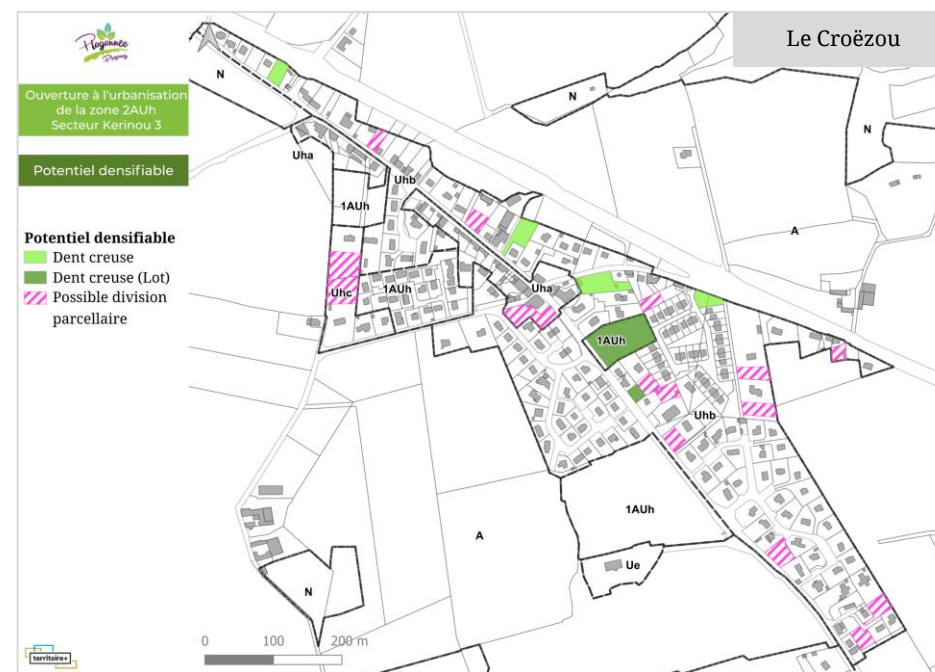 Le Croëzou
Plogonnée
Ouverture à l'urbanisation
de la zone 2AUh
Secteur Kerinou 3
Potentiel densifiable
Potentiel densifiable
Dent creuse
Dent creuse (Lot)
Possible division
parcellaire
N
N
N
Uha
Uhb
1AUh
A
Uhc
1AUh
Uha
1AUh
Uhb
1AUh
A
Ue
N
0 100 200 m
territoire+